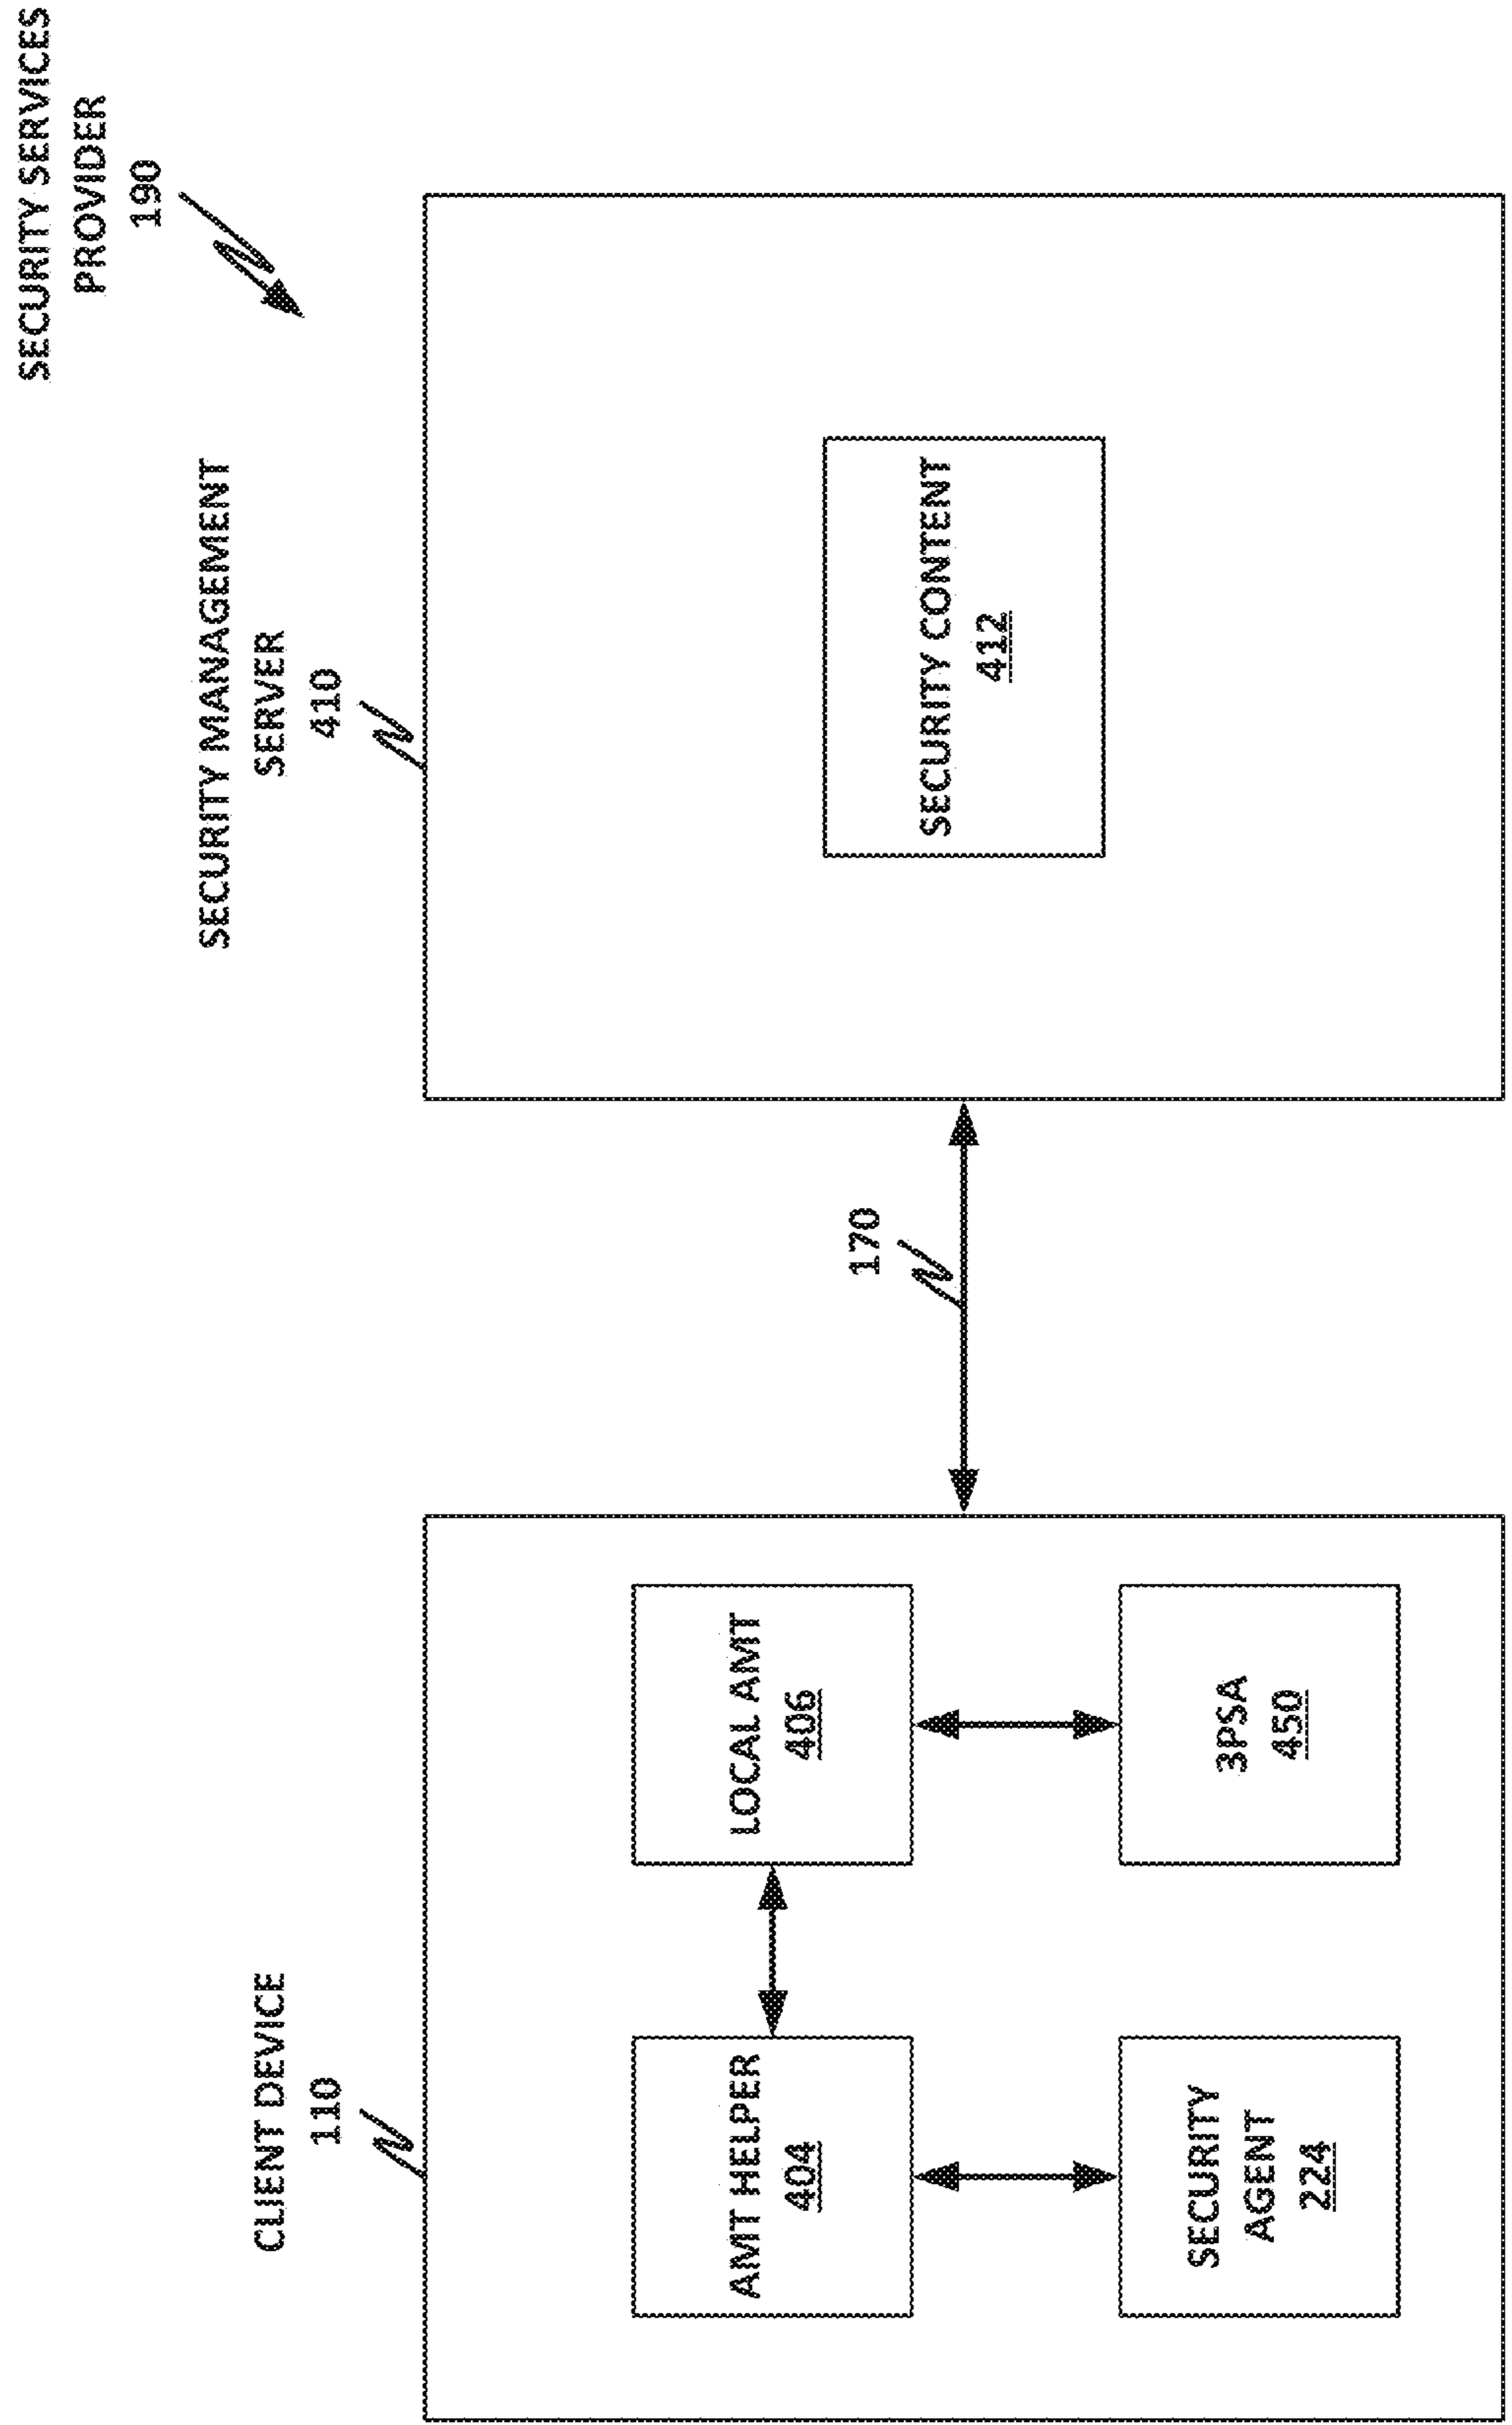 SECURITY SERVICES
PROVIDER
190
CLIENT DEVICE
110
SECURITY MANAGEMENT
SERVER
410
AMT HELPER
404
LOCAL AMT
406
SECURITY
AGENT
224
3PSA
450
170
SECURITY CONTENT
412